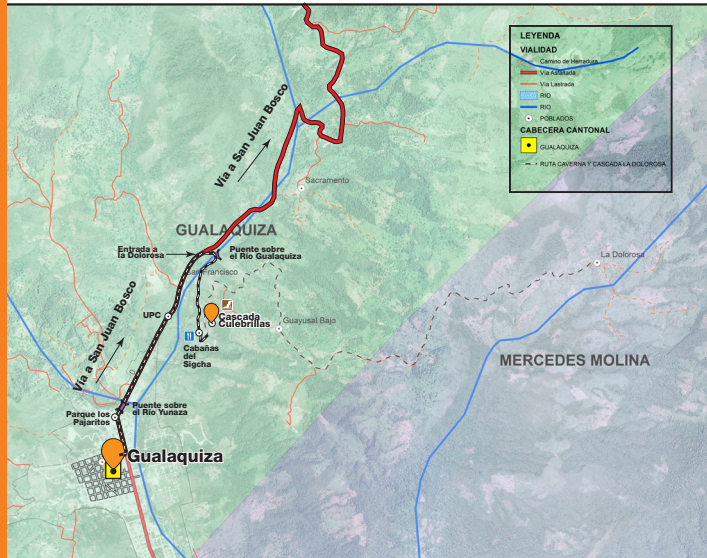 LEYENDA
VIALIDAD
Camino de Herradura
Vía Asfaltada
Vía Lastrada
RIO
RIO
POBLADOS
CABECERA CANTONAL
GUALAQUIZA
RUTA CAVERNA Y CASCADA LA DOLOROSA
Vía a San Juan Bosco
Sacramento
GUALAQUIZA
Entrada a
la Dolorosa
Puente sobre
el Río Gualaquiza
San Francisco
La Dolorosa
Vía a San Juan Bosco
UPC
Cascada
Culebrillas
Guayusal Bajo
Cabañas
del
Sigcha
MERCEDES MOLINA
Parque los
Pajaritos
Puente sobre
el Río Yunaza
Gualaquiza